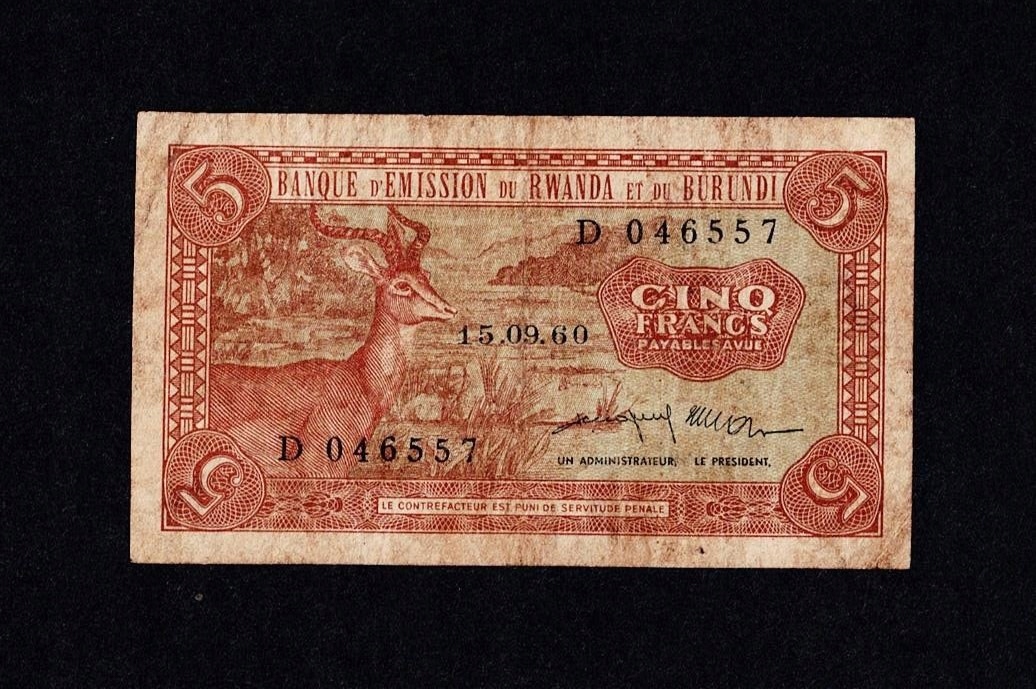 5 5
BANQUE D'EMISSION DU RWANDA ET DU BURUNDI
D 046557
CINQ
FRANCS
PAYABLES A VUE
15.09.60
D 046557
UN ADMINISTRATEUR, LE PRESIDENT,
5 5
LE CONTREFACTEUR EST PUNI DE SERVITUDE PENALE